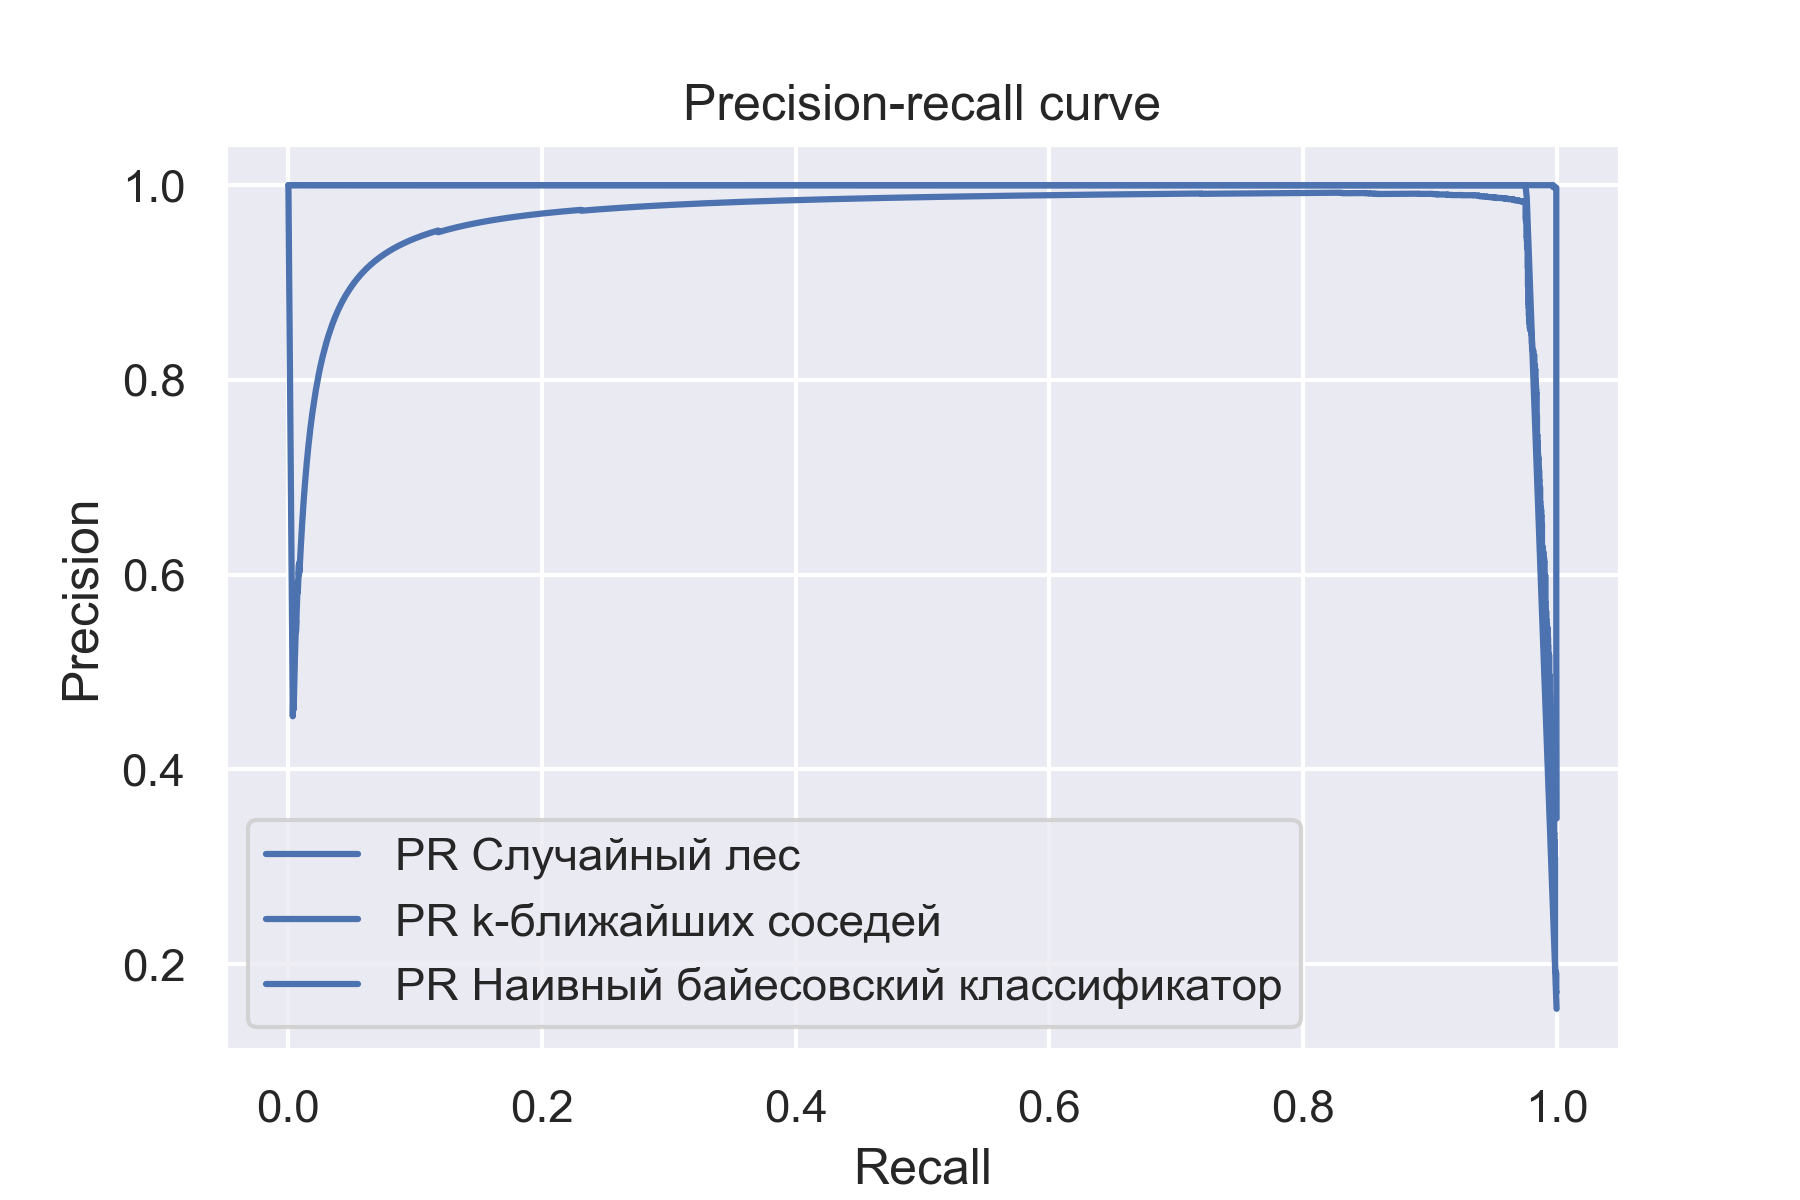 Precision-recall curve
1.0
0.8
0.6
0.4
0.2
Precision
PR Случайный лес
PR k-ближайших соседей
PR Наивный байесовский классификатор
0.0 0.2 0.4 0.6 0.8 1.0
Recall